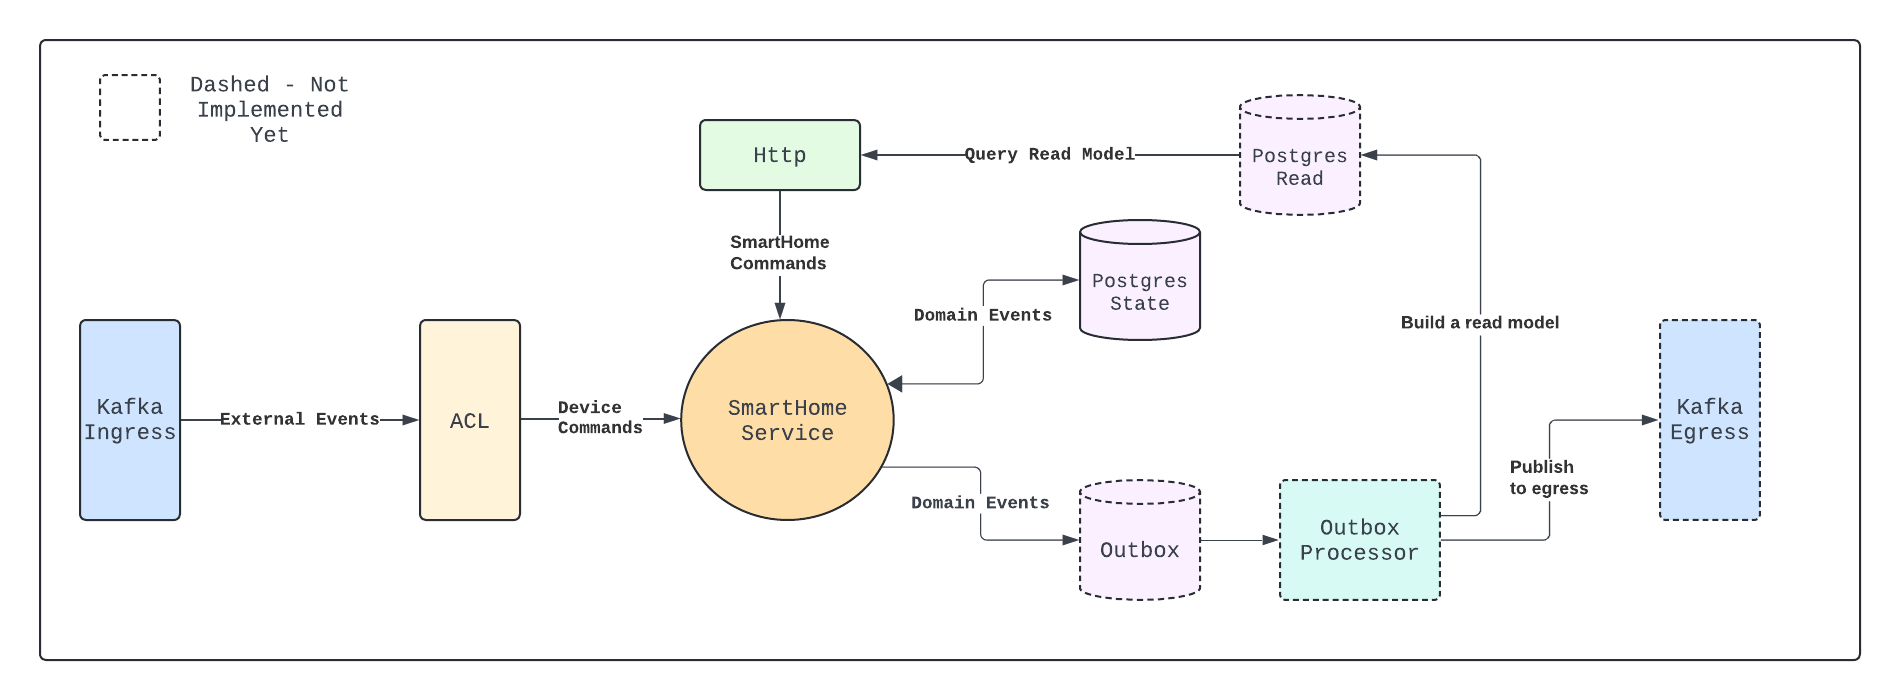 Dashed - Not
Implemented
Yet
Http
Query Read Model
Postgres
Read
SmartHome
Commands
Postgres
State
Domain Events
Build a read model
Kafka
Ingress
External Events
ACL
Device
Commands
SmartHome
Service
Kafka
Egress
Publish
to egress
Domain Events
Outbox
Outbox
Processor